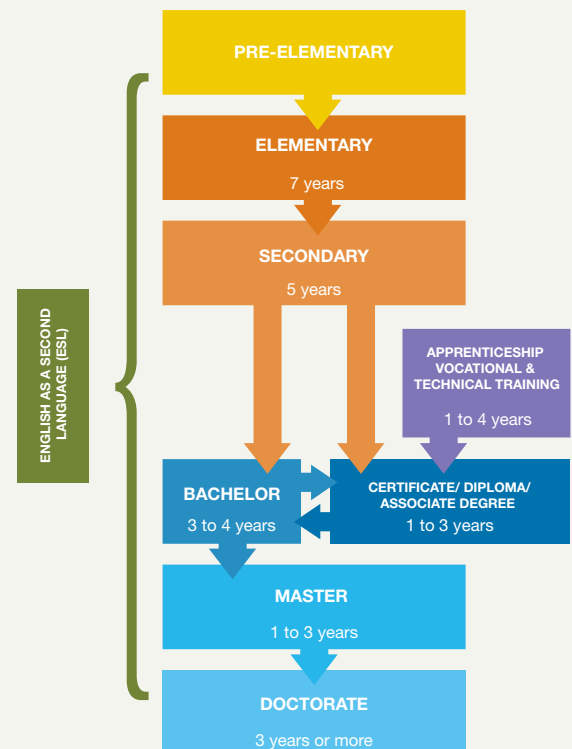 PRE-ELEMENTARY
ELEMENTARY
7 years
SECONDARY
5 years
ENGLISH AS A SECOND
LANGUAGE (ESL)
APPRENTICESHIP
VOCATIONAL &
TECHNICAL TRAINING
1 to 4 years
BACHELOR
3 to 4 years
CERTIFICATE/ DIPLOMA/
ASSOCIATE DEGREE
1 to 3 years
MASTER
1 to 3 years
DOCTORATE
3 years or more